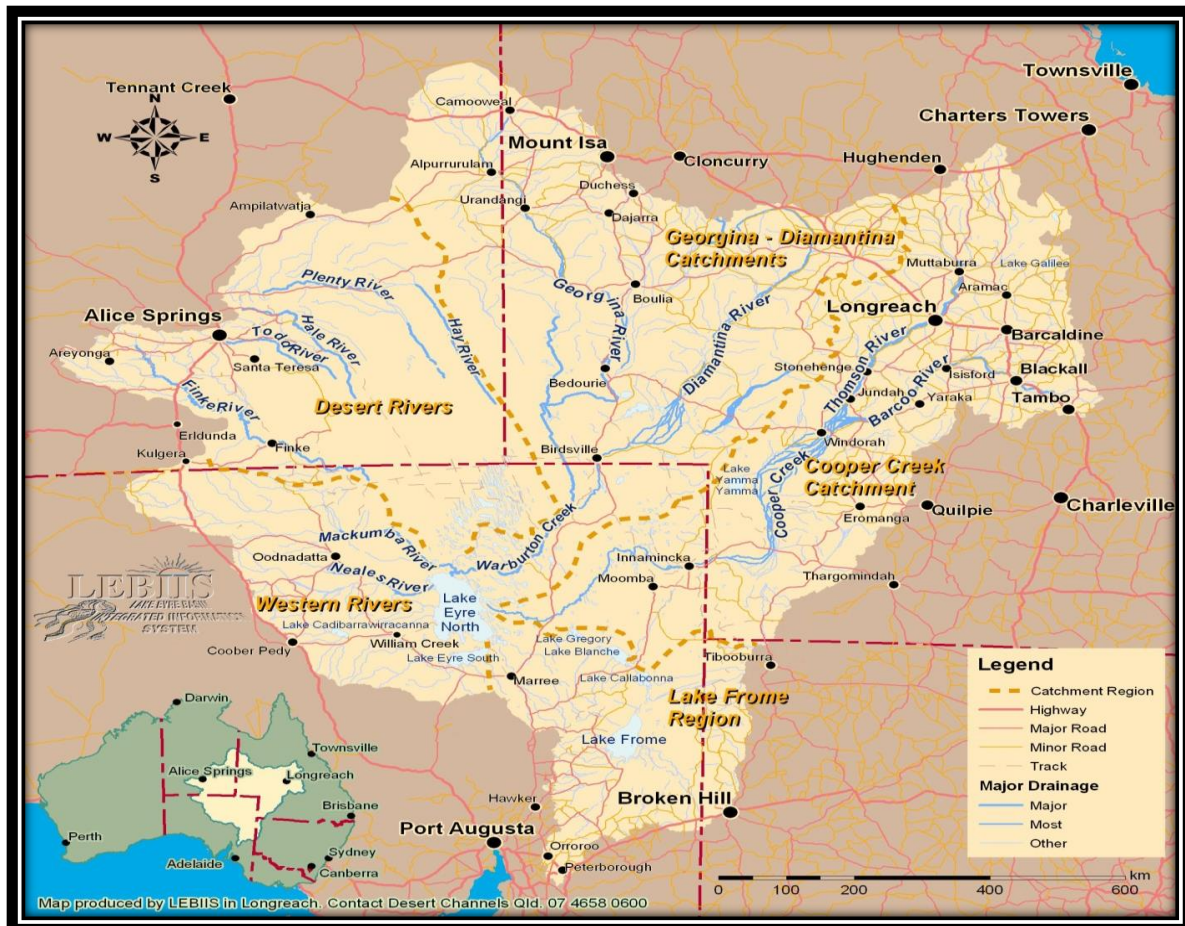 Townsville
Tennant Creek
N
W E
S
Camooweal
Charters Towers
Mount Isa
Cloncurry
Hughenden
Alpurrurulam
Duchess
Urandangi
Ampilatwatja
Dajarra
Georgina - Diamantina
Catchments
Muttaburra
Lake Galilee
Plenty River
Georgina River
Boulia
Aramac
Longreach
Alice Springs
Hale River
Hay River
Diamantina River
Todd River
Barcaldine
Areyonga
Santa Teresa
Stonehenge
Thomson River
Isisford
Bedourie
Blackall
Jundah
Barcoo River
Yaraka
Tambo
Finke River
Desert Rivers
Erldunda
Finke
Windorah
Kulgera
Birdsville
Cooper Creek
Catchment
Lake
Yamma
Yamma
Cooper Creek
Quilpie
Charleville
Eromanga
Mackumba River
Warburton Creek
Oodnadatta
Innamincka
Neales River
Moomba
Thargomindah
LEBIIS
LAKE EYRE BASIN
INTEGRATED INFORMATION
SYSTEM
Western Rivers
Lake
Eyre
North
Lake Cadibarrawirracanna
William Creek
Lake Gregory
Lake Blanche
Coober Pedy
Lake Eyre South
Tibooburra
Marree
Lake Callabonna
Lake Frome
Region
Lake Frome
Hawker
Broken Hill
Port Augusta
Orroroo
Peterborough
Legend
Catchment Region
Highway
Major Road
Minor Road
Track
Major Drainage
Major
Most
Other
Darwin
Townsville
Alice Springs
Longreach
Brisbane
Perth
Adelaide
Sydney
Canberra
km
0 100 200 400 600
Map produced by LEBIIS in Longreach. Contact Desert Channels Qld, 07 4658 0600